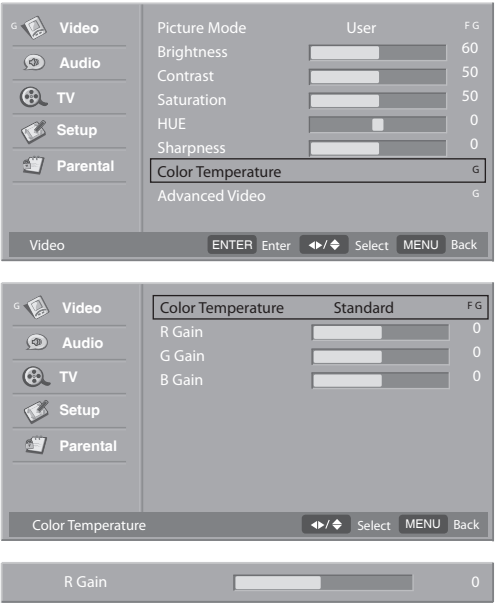 G Video
Audio
TV
Setup
Parental
Picture Mode User F G
Brightness 60
Contrast 50
Saturation 50
HUE 0
Sharpness 0
Color Temperature G
Advanced Video G
Video ENTER Enter Select MENU Back
G Video
Audio
TV
Setup
Parental
Color Temperature Standard F G
R Gain 0
G Gain 0
B Gain 0
Color Temperature Select MENU Back
R Gain 0